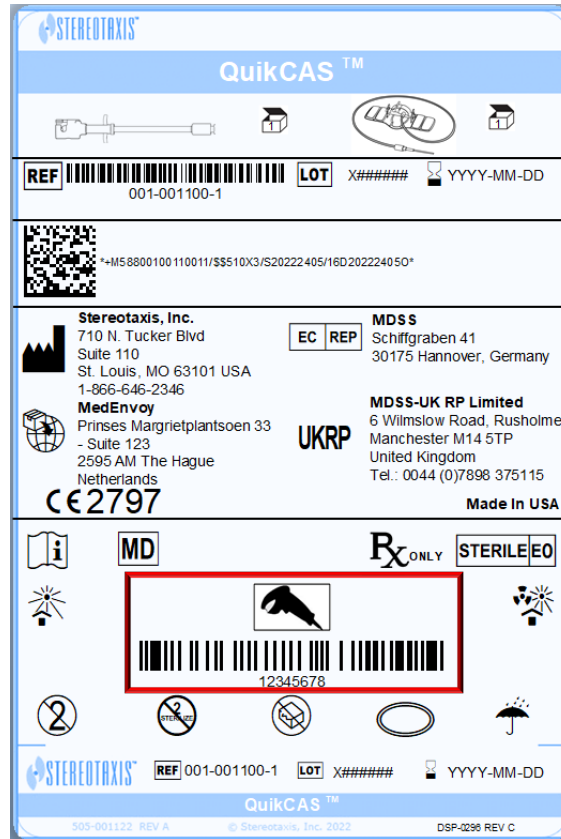 STEREOTAXIS™
QuikCAS ™
1
1
REF
001-001100-1
LOT X###### YYYY-MM-DD
*+M58800100110011/$$510X3/S20222405/16D20222405O*
Stereotaxis, Inc.
710 N. Tucker Blvd
Suite 110
St. Louis, MO 63101 USA
1-866-646-2346
EC REP
MDSS
Schiffgraben 41
30175 Hannover, Germany
MedEnvoy
Prinses Margrietplantsoen 33
- Suite 123
2595 AM The Hague
Netherlands
UKRP
MDSS-UK RP Limited
6 Wilmslow Road, Rusholme
Manchester M14 5TP
United Kingdom
Tel.: 0044 (0)7898 375115
CE 2797
Made In USA
i MD Rx ONLY STERILE EO
12345678
2
2
STERILIZE
STEREOTAXIS™ REF 001-001100-1 LOT X###### YYYY-MM-DD
QuikCAS ™
505-001122 REV A © Stereotaxis, Inc. 2022 DSP-0296 REV C